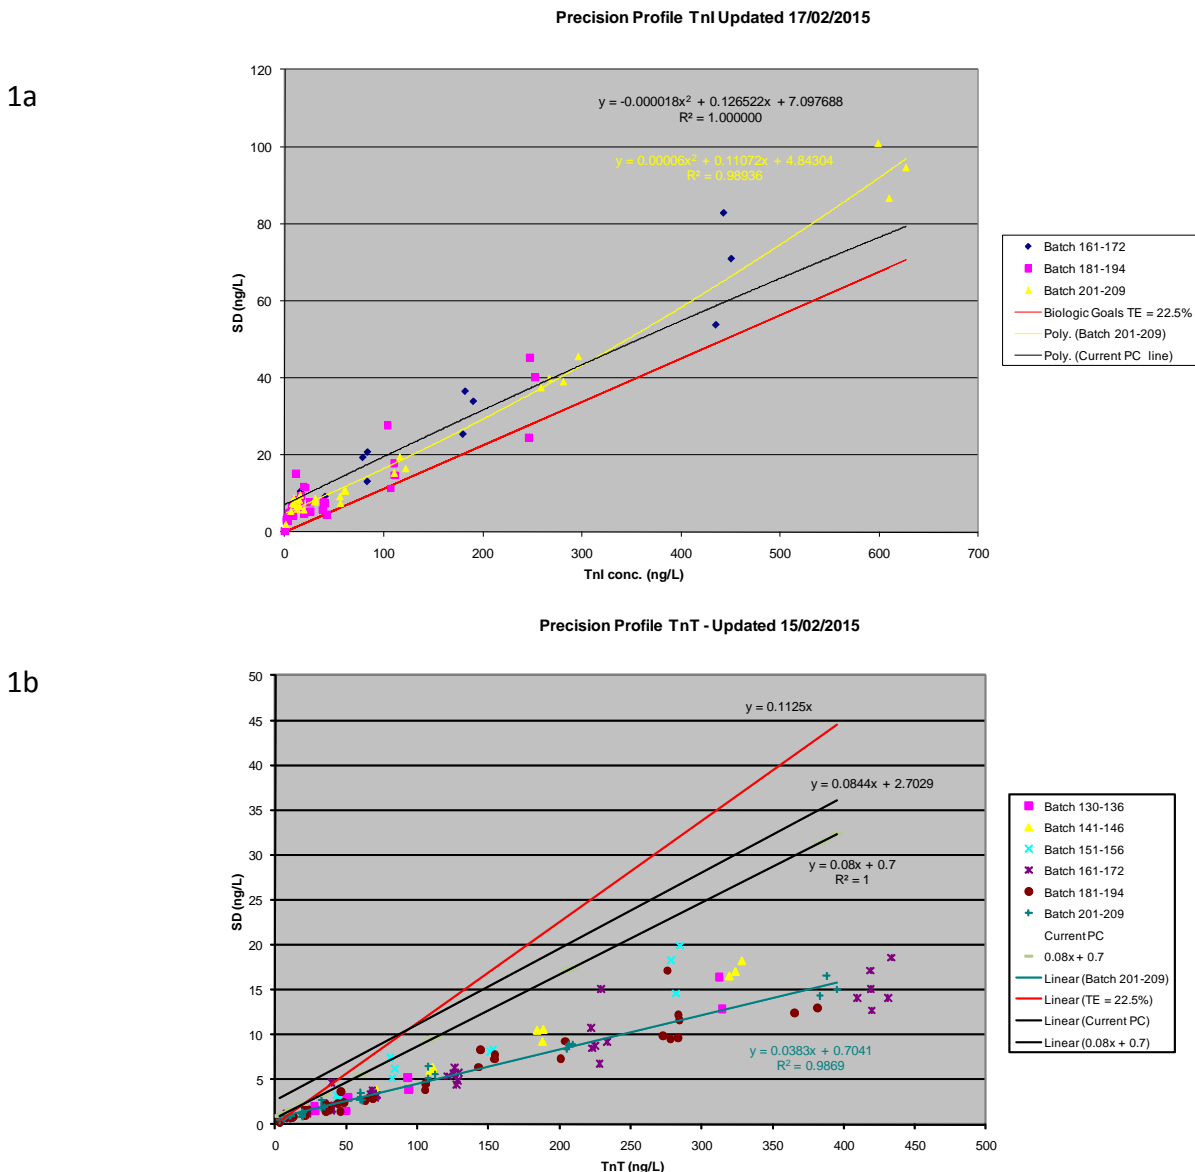 Precision Profile TnI Updated 17/02/2015
1a
120
100
80
60
40
20
0
SD (ng/L)
y = -0.000018x² + 0.126522x + 7.097688
R² = 1.000000
y = 0.00006x² + 0.11072x + 4.84304
R² = 0.98936
0 100 200 300 400 500 600 700
TnI conc. (ng/L)
Batch 161-172
Batch 181-194
Batch 201-209
Biologic Goals TE = 22.5%
Poly. (Batch 201-209)
Poly. (Current PC line)
Precision Profile TnT - Updated 15/02/2015
1b
50
45
40
35
30
25
20
15
10
5
0
SD (ng/L)
y = 0.1125x
y = 0.0844x + 2.7029
y = 0.08x + 0.7
R² = 1
y = 0.0383x + 0.7041
R² = 0.9869
0 50 100 150 200 250 300 350 400 450 500
TnT (ng/L)
Batch 130-136
Batch 141-146
Batch 151-156
Batch 161-172
Batch 181-194
Batch 201-209
Current PC
0.08x + 0.7
Linear (Batch 201-209)
Linear (TE = 22.5%)
Linear (Current PC)
Linear (0.08x + 0.7)